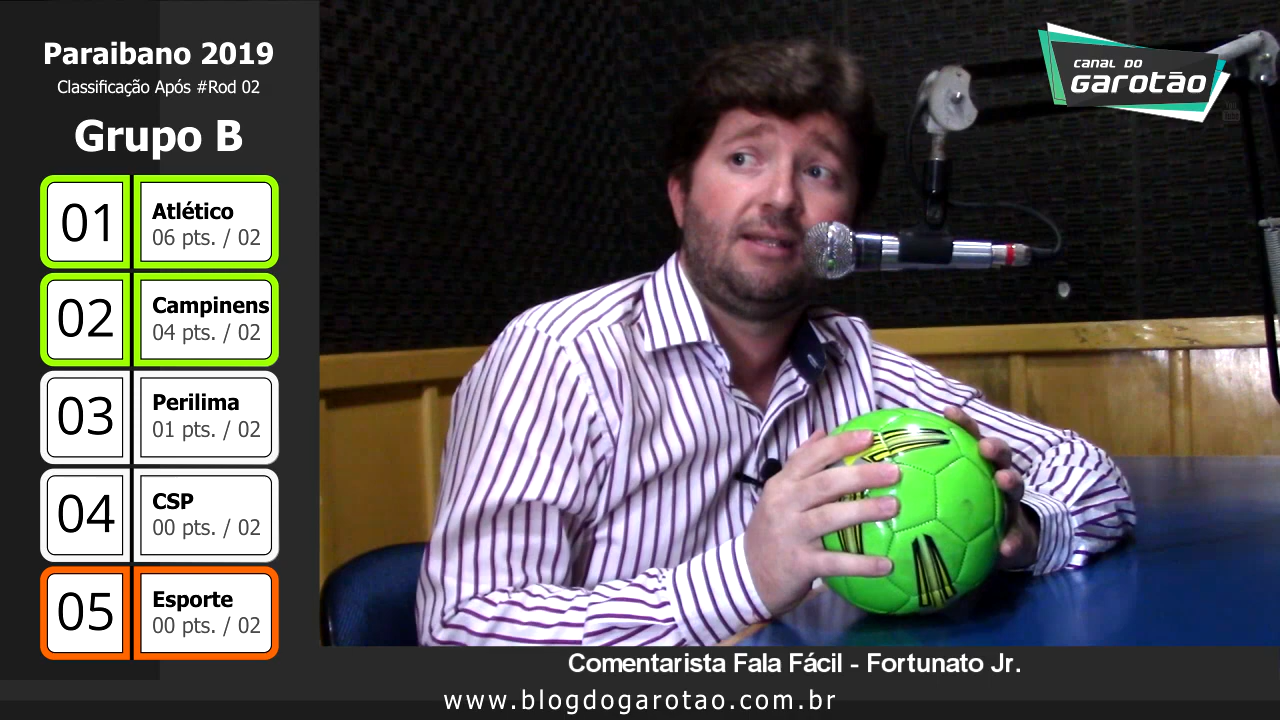 Paraibano 2019
Classificação Após #Rod 02
Grupo B
01
Atlético
06 pts. / 02
02
Campinens
04 pts. / 02
03
Perilima
01 pts. / 02
04
CSP
00 pts. / 02
05
Esporte
00 pts. / 02
CANAL DO
GAROTÃO
Comentarista Fala Fácil - Fortunato Jr.
www.blogdogarotao.com.br